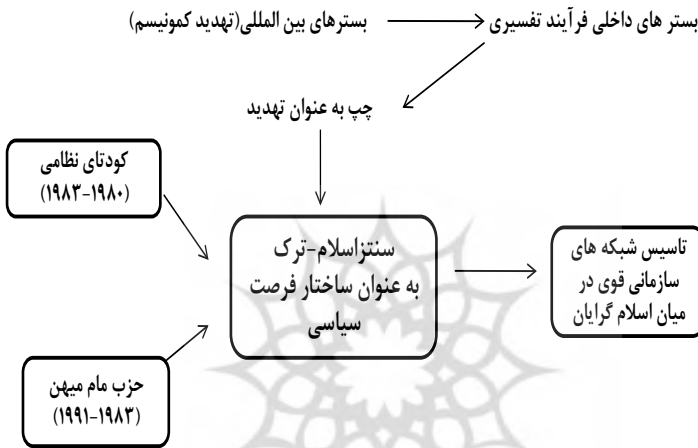 بستر های داخلی فرآیند تفسیری
بسترهای بین المللی(تهدید کمونیسم)
چپ به عنوان تهدید
کودتای نظامی
(۱۹۸۰-۱۹۸۳)
سنتزاسلام-ترک
به عنوان ساختار فرصت
سیاسی
تاسیس شبکه های
سازمانی قوی در
میان اسلام گرایان
حزب مام میهن
(۱۹۸۳-۱۹۹۱)